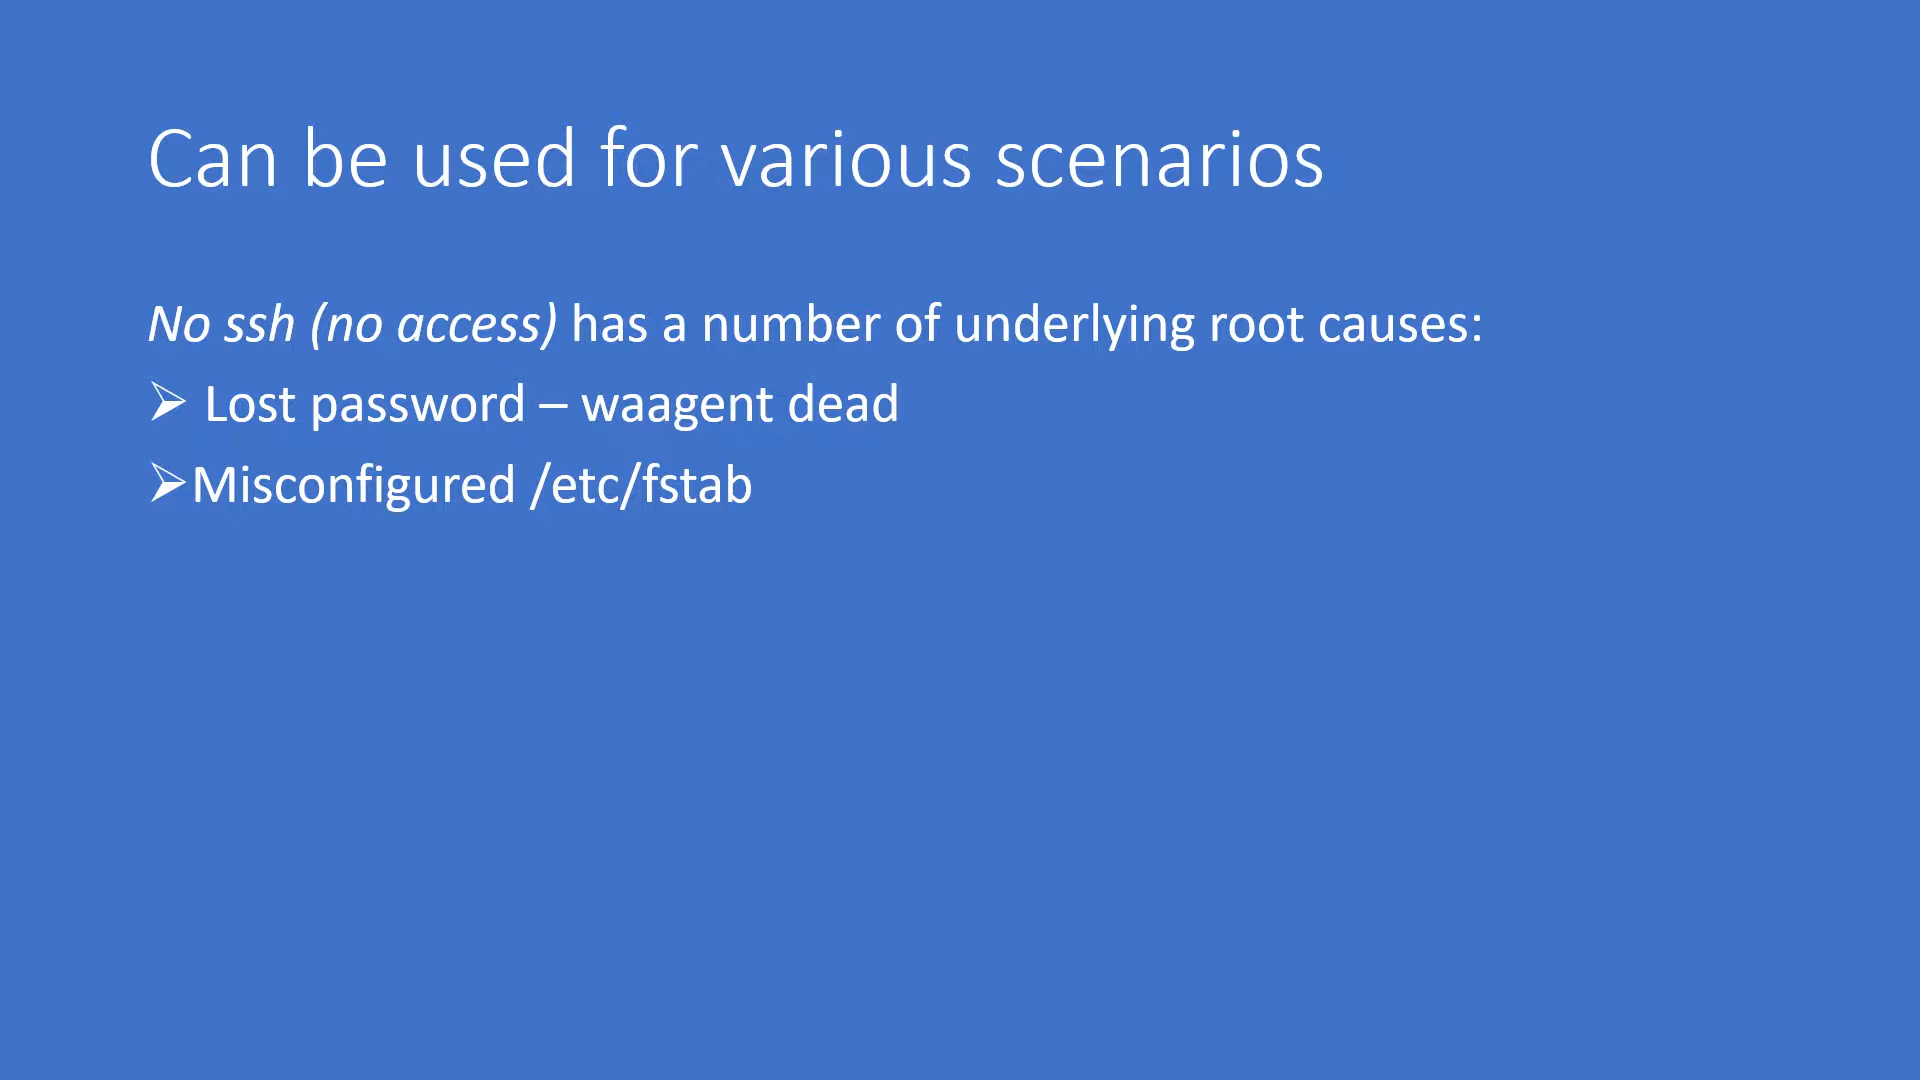 Can be used for various scenarios
No ssh (no access) has a number of underlying root causes:
➢ Lost password – waagent dead
➢Misconfigured /etc/fstab